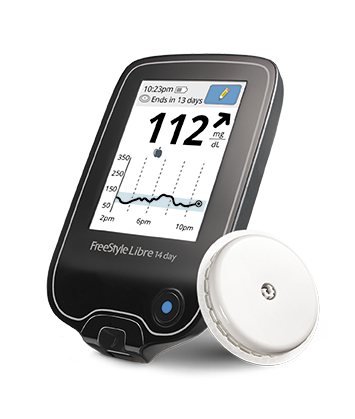 10:23pm
Ends in 13 days
112
mg
dL
350
250
150
50
2pm
6pm
10pm
FreeStyle Libre 14 day